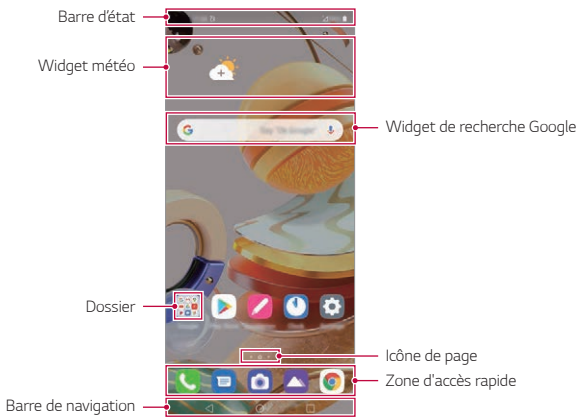 Barre d'état
Widget météo
Widget de recherche Google
Dossier
Icône de page
Zone d'accès rapide
Barre de navigation